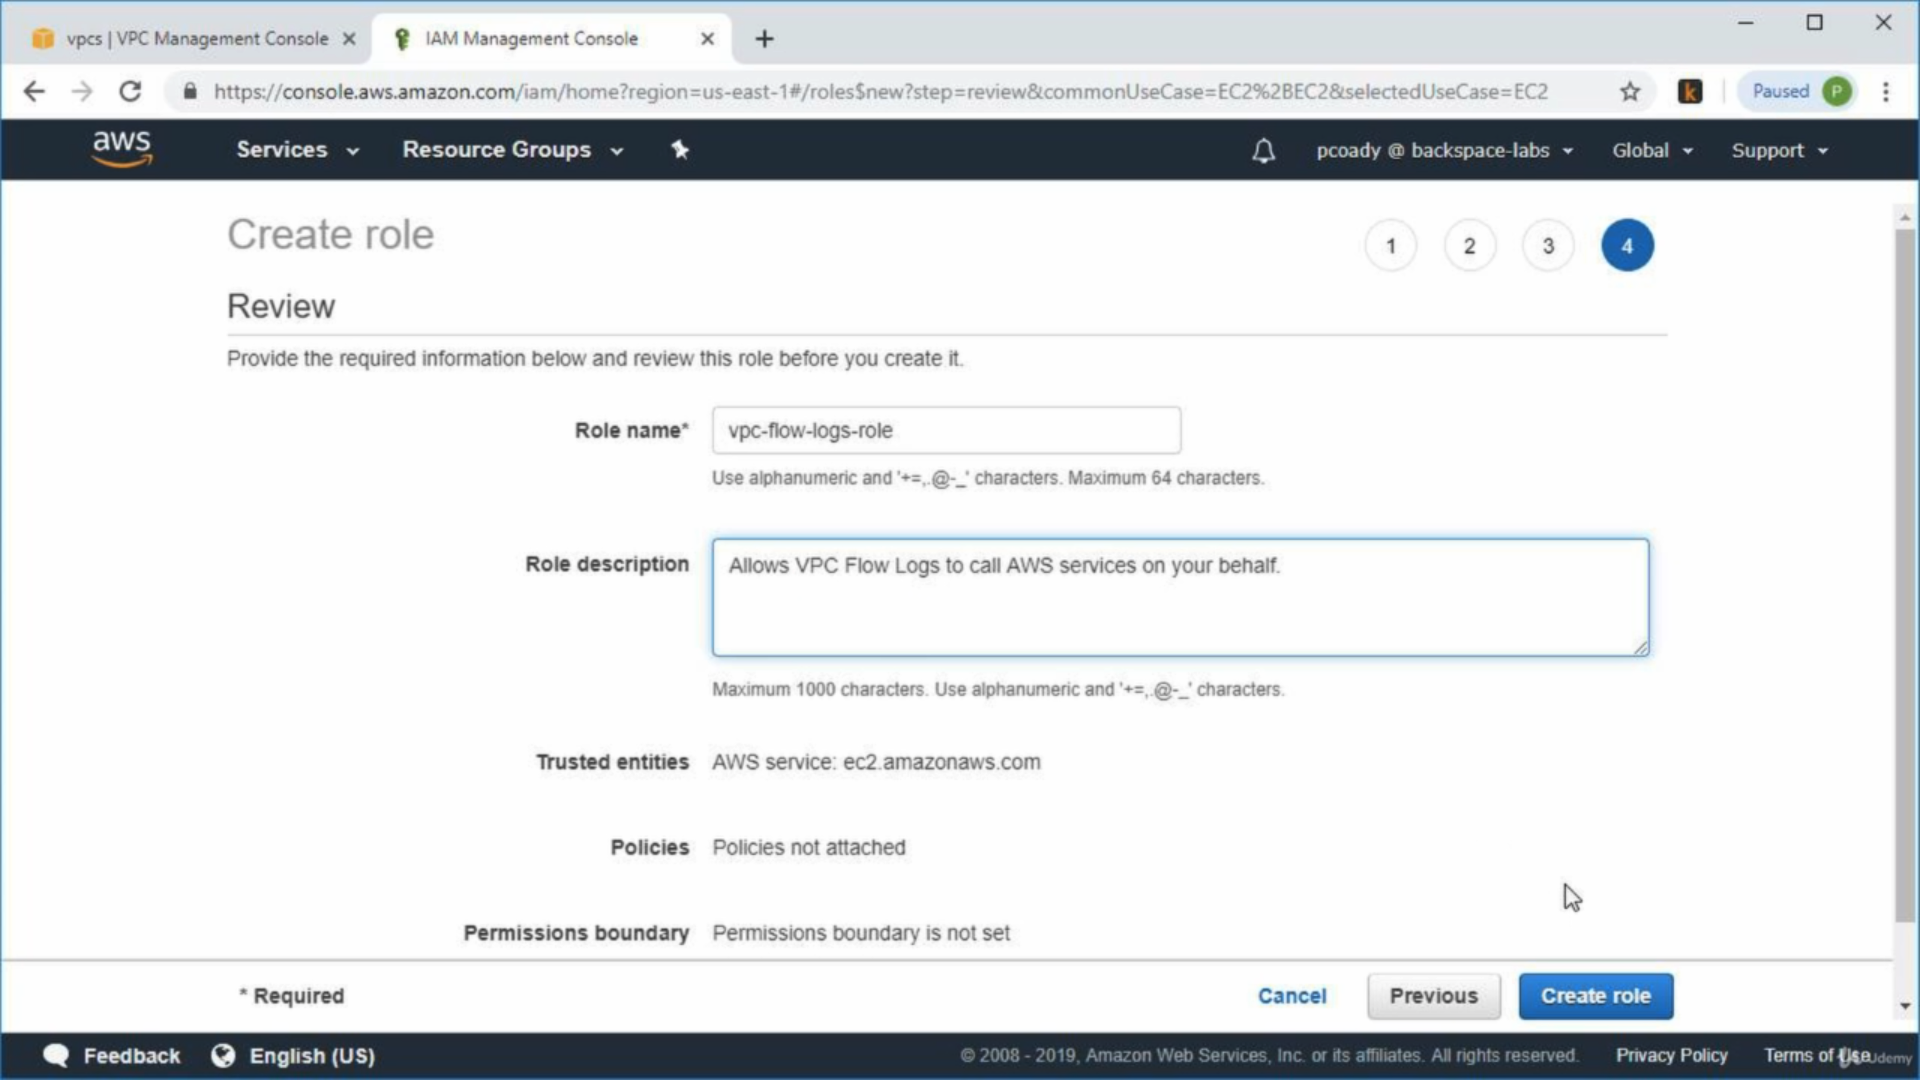 vpcs | VPC Management Console
IAM Management Console
https://console.aws.amazon.com/iam/home?region=us-east-1#/roles$new?step=review&commonUseCase=EC2%2BEC2&selectedUseCase=EC2
k
Paused P
aws
Services
Resource Groups
pcoady @ backspace-labs
Global
Support
Create role
1 2 3 4
Review
Provide the required information below and review this role before you create it.
Role name* vpc-flow-logs-role
Use alphanumeric and '+=,.@-_' characters. Maximum 64 characters.
Role description Allows VPC Flow Logs to call AWS services on your behalf.
Maximum 1000 characters. Use alphanumeric and '+=,.@-_' characters.
Trusted entities AWS service: ec2.amazonaws.com
Policies Policies not attached
Permissions boundary Permissions boundary is not set
* Required
Cancel
Previous
Create role
Feedback
English (US)
© 2008 - 2019, Amazon Web Services, Inc. or its affiliates. All rights reserved.
Privacy Policy
Terms of Use
Udemy